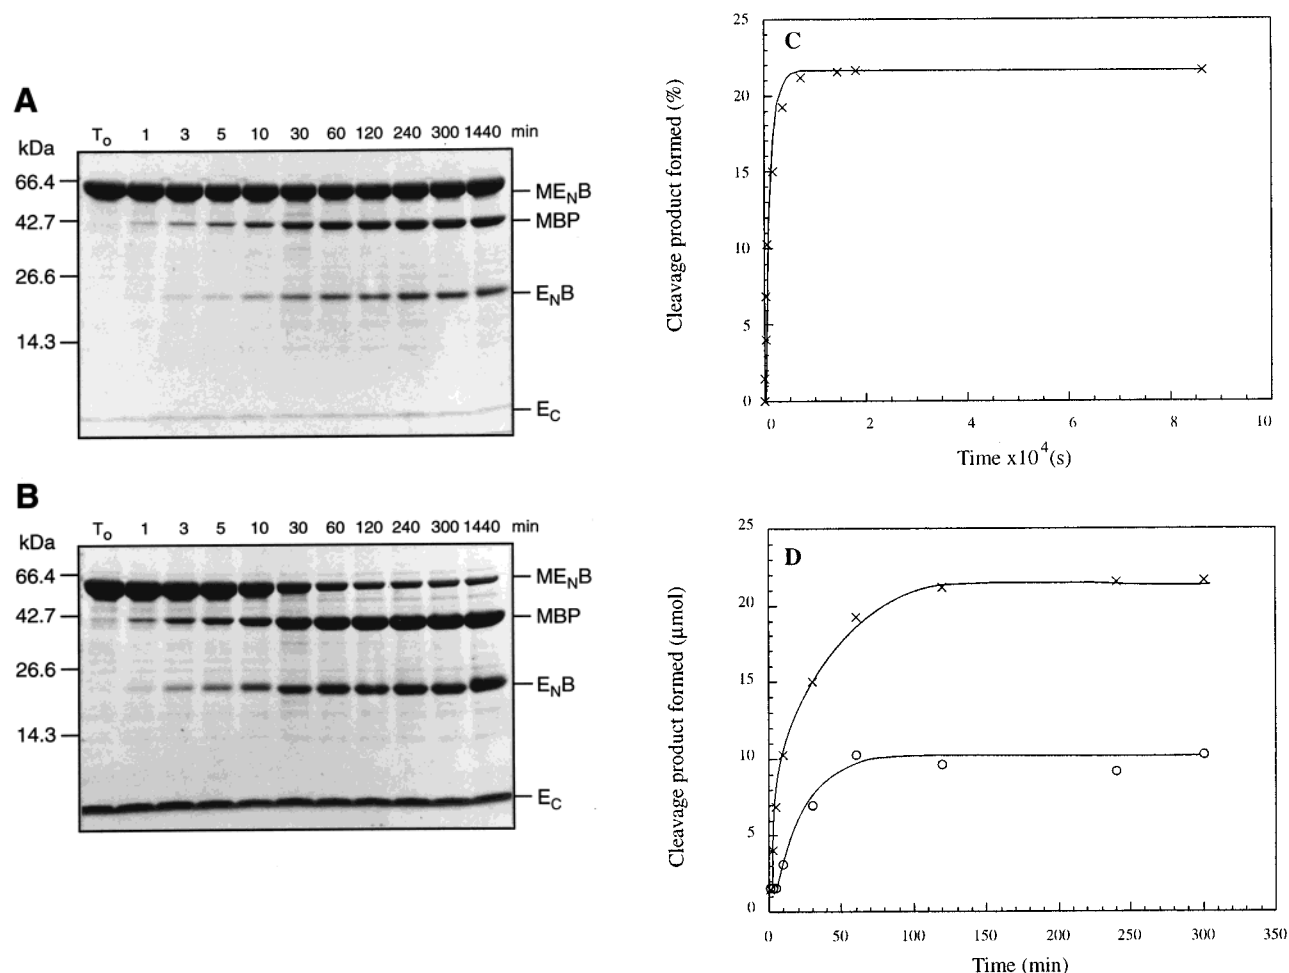 A
T₀ 1 3 5 10 30 60 120 240 300 1440 min
kDa
66.4
42.7
26.6
14.3
MEₙB
MBP
EₙB
E_C
B
T₀ 1 3 5 10 30 60 120 240 300 1440 min
kDa
66.4
42.7
26.6
14.3
MEₙB
MBP
EₙB
E_C
C
Cleavage product formed (%)
25
20
15
10
5
0
0 2 4 6 8 10
Time x10⁴(s)
D
Cleavage product formed (µmol)
25
20
15
10
5
0
0 50 100 150 200 250 300 350
Time (min)